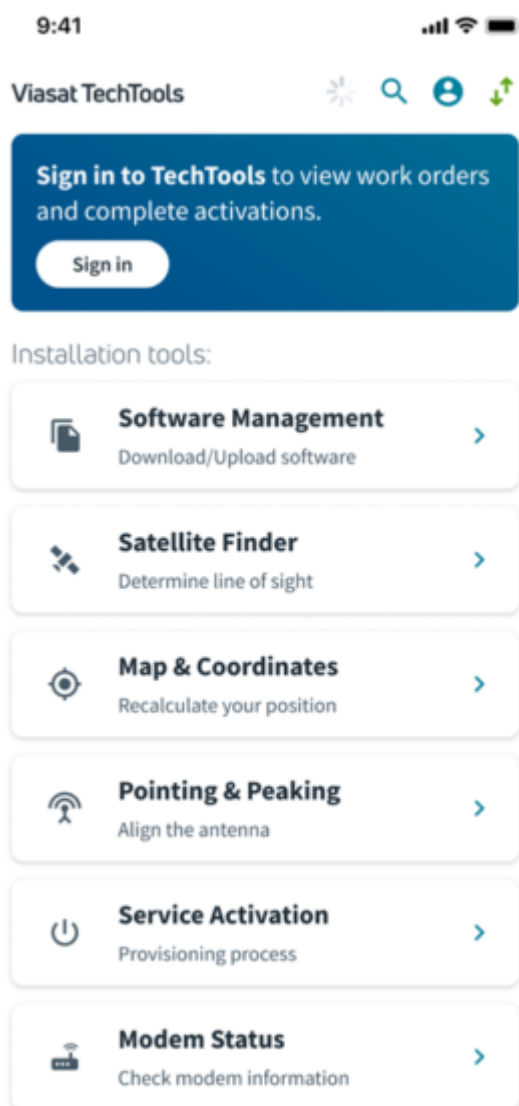 9:41
Viasat TechTools
Sign in to TechTools to view work orders
and complete activations.
Sign in
Installation tools:
Software Management
Download/Upload software
Satellite Finder
Determine line of sight
Map & Coordinates
Recalculate your position
Pointing & Peaking
Align the antenna
Service Activation
Provisioning process
Modem Status
Check modem information